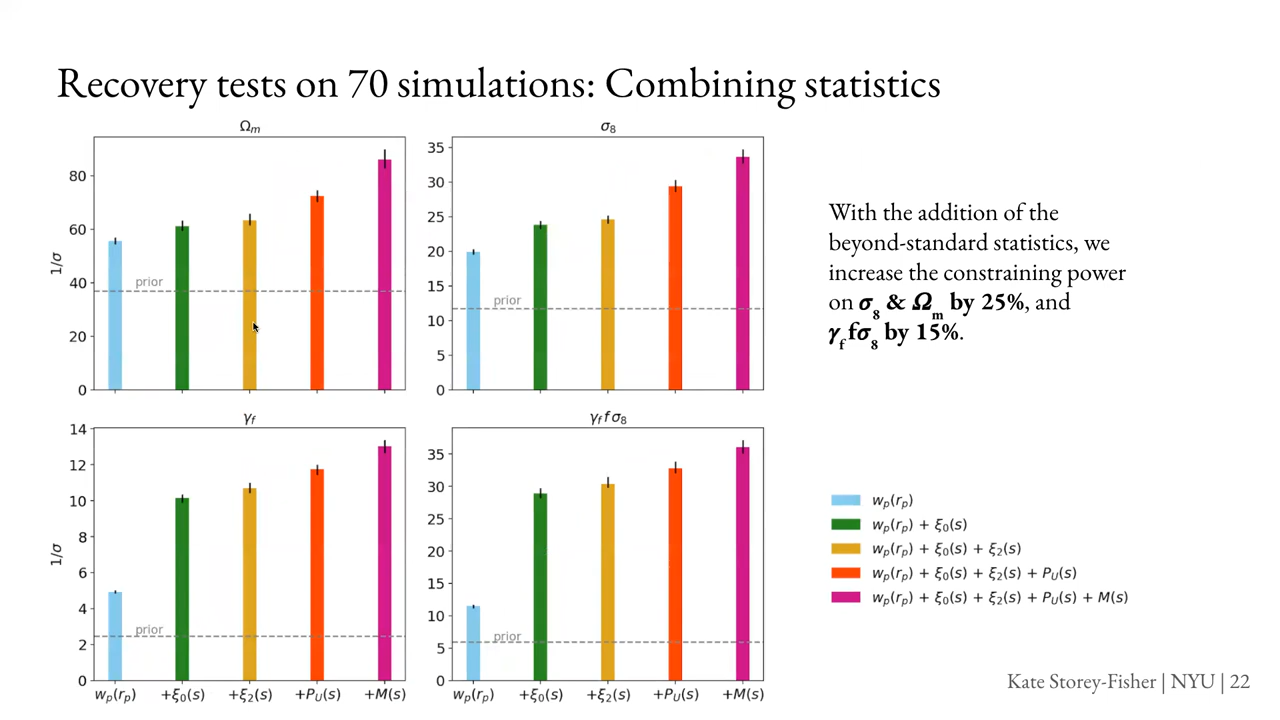 Recovery tests on 70 simulations: Combining statistics
Ωm
1/σ
80
60
40
20
0
prior
σ8
35
30
25
20
15
10
5
0
prior
γf
1/σ
14
12
10
8
6
4
2
0
prior
wp(rp)
+ξ0(s)
+ξ2(s)
+PU(s)
+M(s)
γf f σ8
35
30
25
20
15
10
5
0
prior
wp(rp)
+ξ0(s)
+ξ2(s)
+PU(s)
+M(s)
With the addition of the
beyond-standard statistics, we
increase the constraining power
on σ8 & Ωm by 25%, and
γf fσ8 by 15%.
wp(rp)
wp(rp) + ξ0(s)
wp(rp) + ξ0(s) + ξ2(s)
wp(rp) + ξ0(s) + ξ2(s) + PU(s)
wp(rp) + ξ0(s) + ξ2(s) + PU(s) + M(s)
Kate Storey-Fisher | NYU | 22